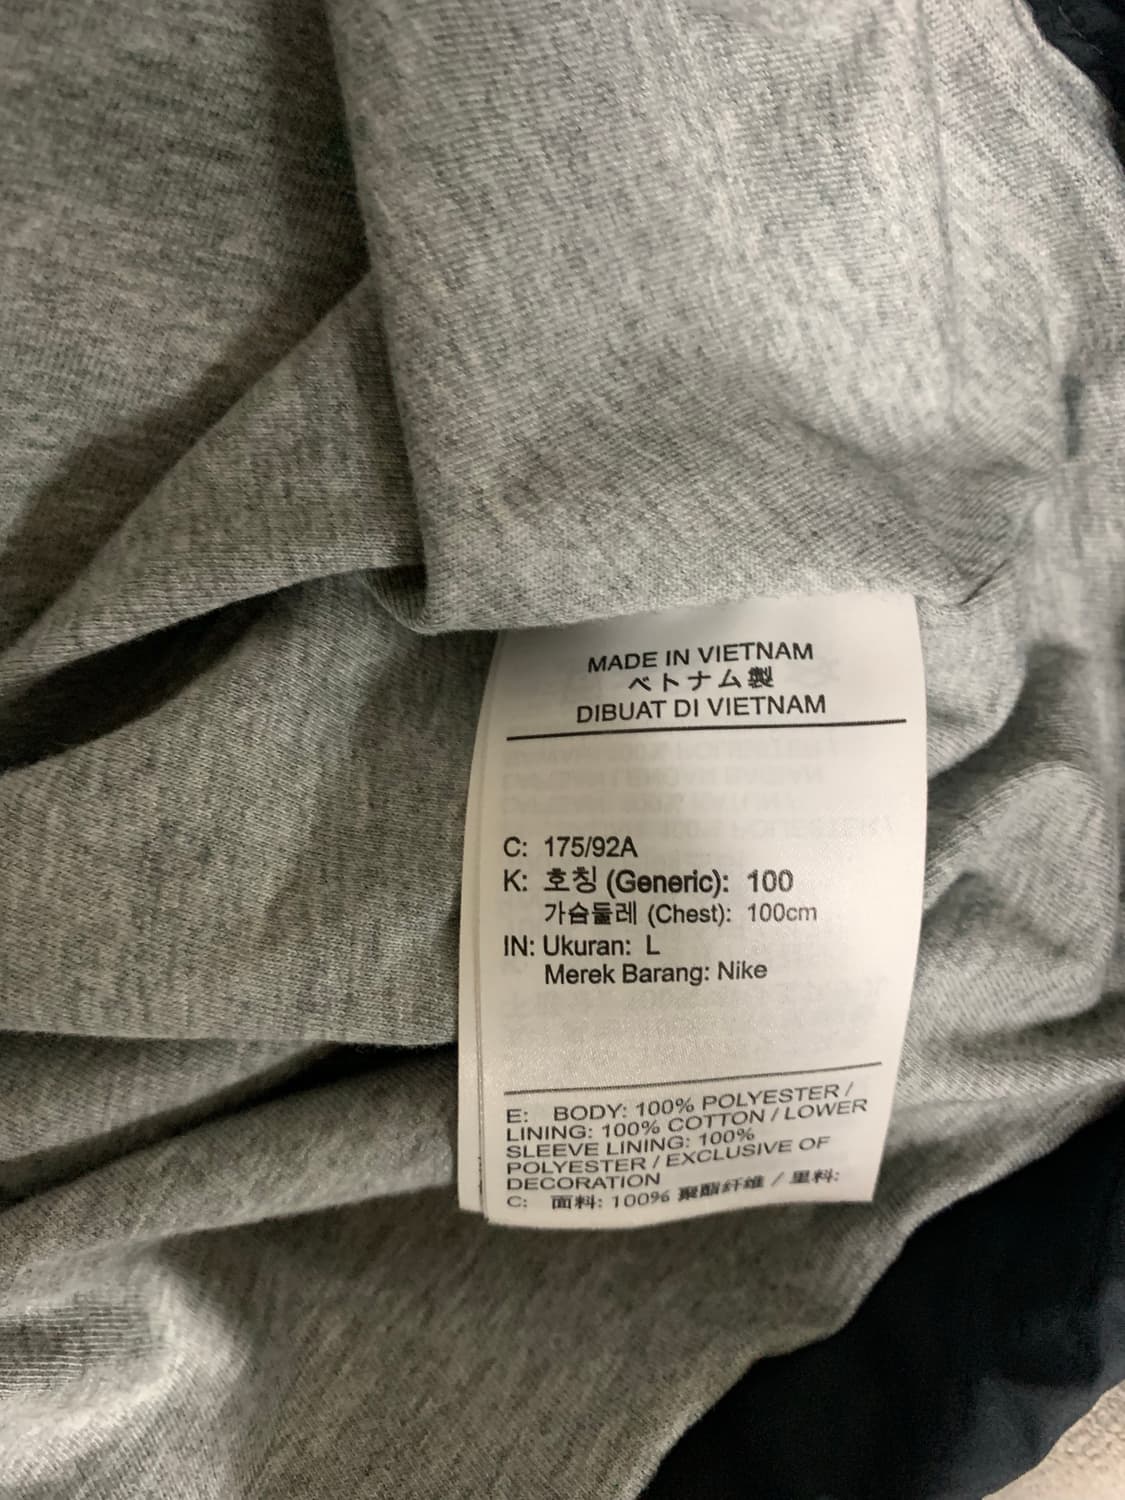 MADE IN VIETNAM
ベトナム製
DIBUAT DI VIETNAM
C: 175/92A
K: 호칭 (Generic): 100
가슴둘레 (Chest): 100cm
IN: Ukuran: L
Merek Barang: Nike
E: BODY: 100% POLYESTER /
LINING: 100% COTTON / LOWER
SLEEVE LINING: 100%
POLYESTER / EXCLUSIVE OF
DECORATION
C: 面料: 100% 聚酯纤维 / 里料: